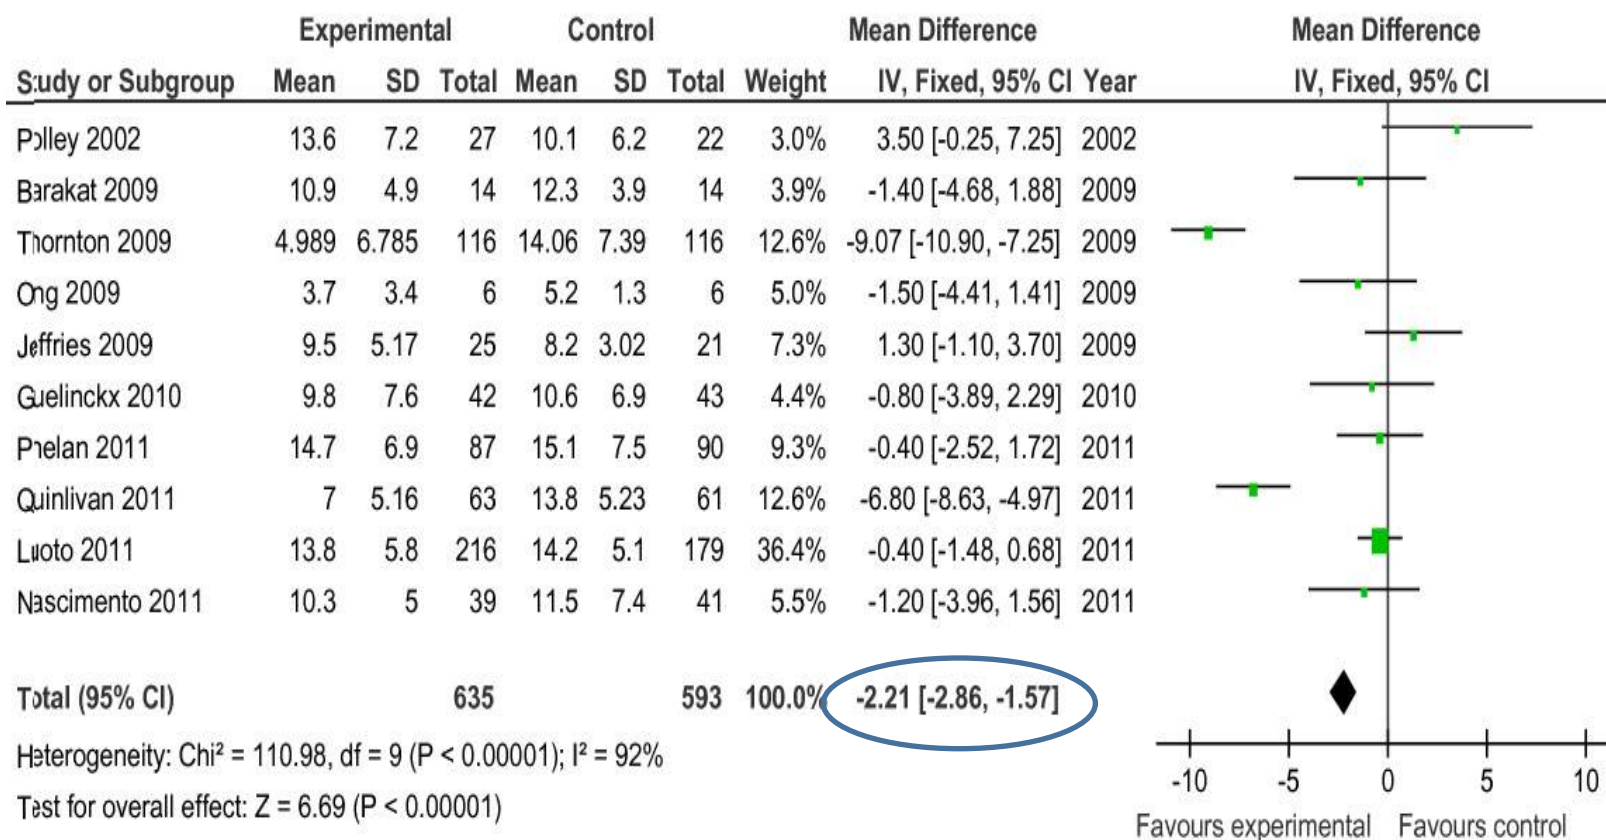 Experimental Control Mean Difference Mean Difference
Study or Subgroup Mean SD Total Mean SD Total Weight IV, Fixed, 95% CI Year IV, Fixed, 95% CI
Polley 2002 13.6 7.2 27 10.1 6.2 22 3.0% 3.50 [-0.25, 7.25] 2002
Barakat 2009 10.9 4.9 14 12.3 3.9 14 3.9% -1.40 [-4.68, 1.88] 2009
Thornton 2009 4.989 6.785 116 14.06 7.39 116 12.6% -9.07 [-10.90, -7.25] 2009
Ong 2009 3.7 3.4 6 5.2 1.3 6 5.0% -1.50 [-4.41, 1.41] 2009
Jeffries 2009 9.5 5.17 25 8.2 3.02 21 7.3% 1.30 [-1.10, 3.70] 2009
Guelinckx 2010 9.8 7.6 42 10.6 6.9 43 4.4% -0.80 [-3.89, 2.29] 2010
Phelan 2011 14.7 6.9 87 15.1 7.5 90 9.3% -0.40 [-2.52, 1.72] 2011
Quinlivan 2011 7 5.16 63 13.8 5.23 61 12.6% -6.80 [-8.63, -4.97] 2011
Luoto 2011 13.8 5.8 216 14.2 5.1 179 36.4% -0.40 [-1.48, 0.68] 2011
Nascimento 2011 10.3 5 39 11.5 7.4 41 5.5% -1.20 [-3.96, 1.56] 2011
Total (95% CI) 635 593 100.0% -2.21 [-2.86, -1.57]
Heterogeneity: Chi² = 110.98, df = 9 (P < 0.00001); I² = 92%
Test for overall effect: Z = 6.69 (P < 0.00001)
-10 -5 0 5 10
Favours experimental Favours control